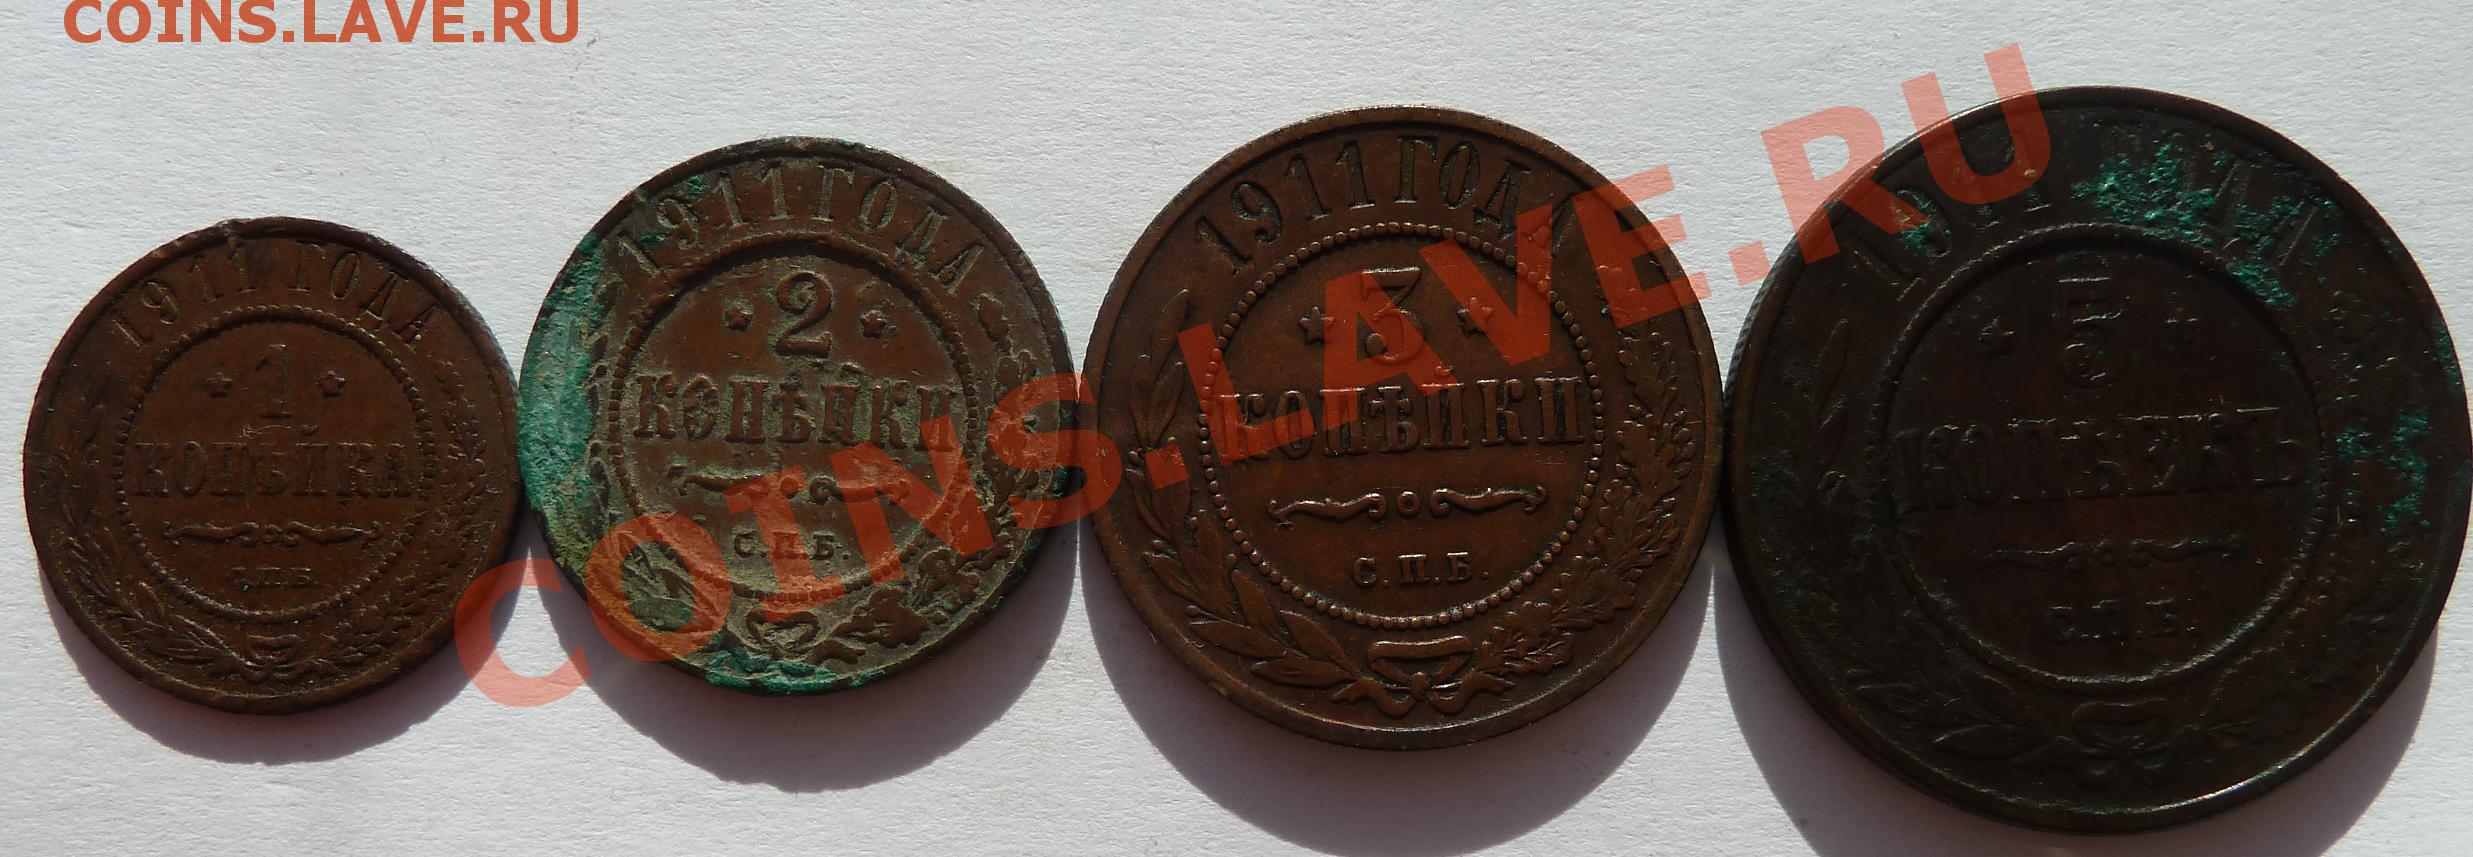 COINS.LAVE.RU
COINS.LAVE.RU
1911 ГОДА
1
КОПѢЙКА
С.П.Б.
1911 ГОДА
2
КОПѢЙКИ
С.П.Б.
1911 ГОДА
3
КОПѢЙКИ
С.П.Б.
1911 ГОДА
5
КОПѢЕКЪ
С.П.Б.